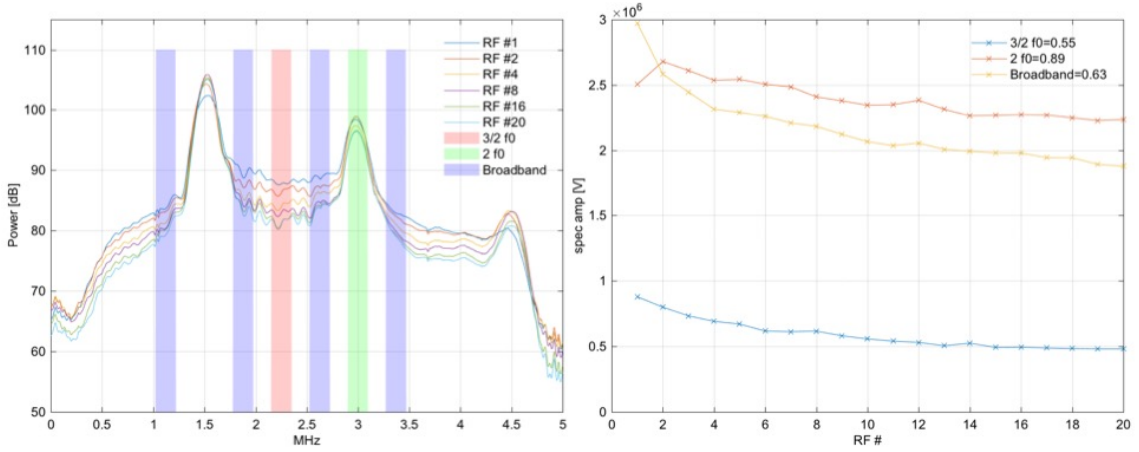 110
100
90
80
70
60
50
Power [dB]
0 0.5 1 1.5 2 2.5 3 3.5 4 4.5 5
MHz
RF #1
RF #2
RF #4
RF #8
RF #16
RF #20
3/2 f0
2 f0
Broadband
×10⁶
3
2.5
2
1.5
1
0.5
0
spec amp [V]
0 2 4 6 8 10 12 14 16 18 20
RF #
3/2 f0=0.55
2 f0=0.89
Broadband=0.63